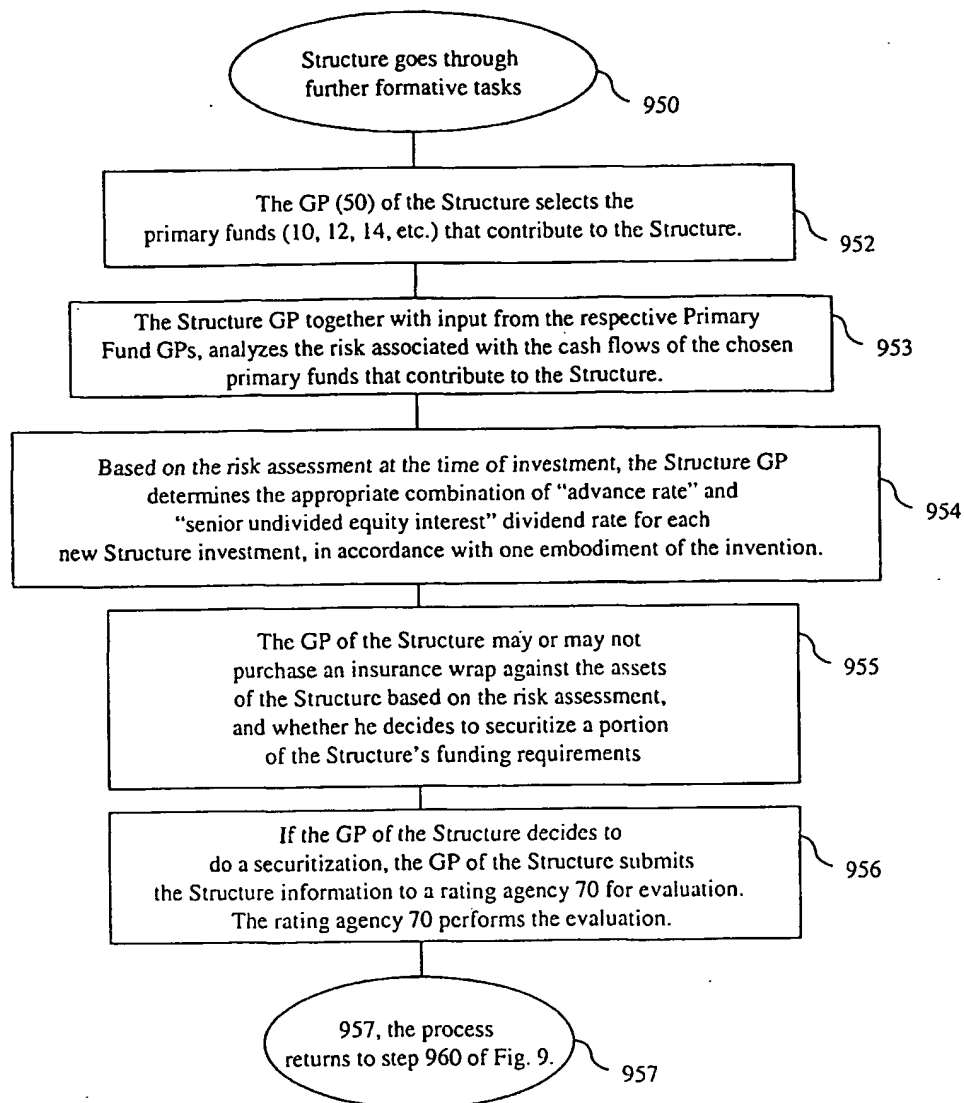 Structure goes through
further formative tasks
950
The GP (50) of the Structure selects the
primary funds (10, 12, 14, etc.) that contribute to the Structure.
952
The Structure GP together with input from the respective Primary
Fund GPs, analyzes the risk associated with the cash flows of the chosen
primary funds that contribute to the Structure.
953
Based on the risk assessment at the time of investment, the Structure GP
determines the appropriate combination of “advance rate” and
“senior undivided equity interest” dividend rate for each
new Structure investment, in accordance with one embodiment of the invention.
954
The GP of the Structure may or may not
purchase an insurance wrap against the assets
of the Structure based on the risk assessment,
and whether he decides to securitize a portion
of the Structure’s funding requirements
955
If the GP of the Structure decides to
do a securitization, the GP of the Structure submits
the Structure information to a rating agency 70 for evaluation.
The rating agency 70 performs the evaluation.
956
957, the process
returns to step 960 of Fig. 9.
957